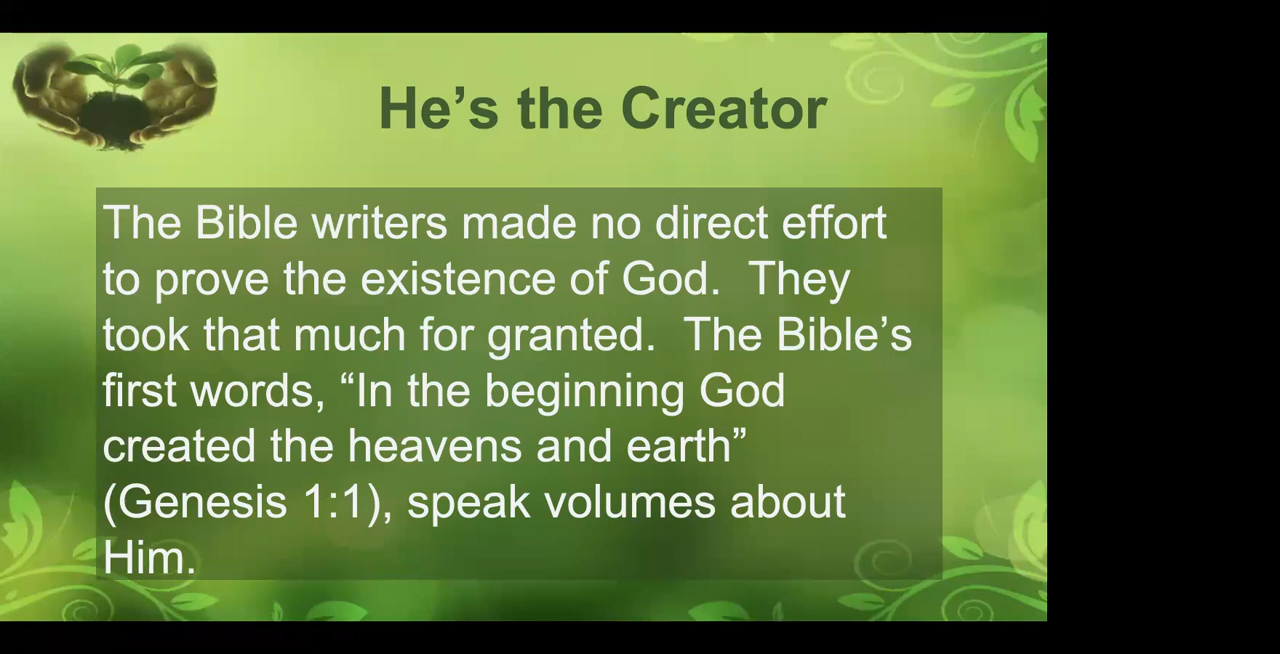 He’s the Creator
The Bible writers made no direct effort
to prove the existence of God.  They
took that much for granted.  The Bible’s
first words, “In the beginning God
created the heavens and earth”
(Genesis 1:1), speak volumes about
Him.